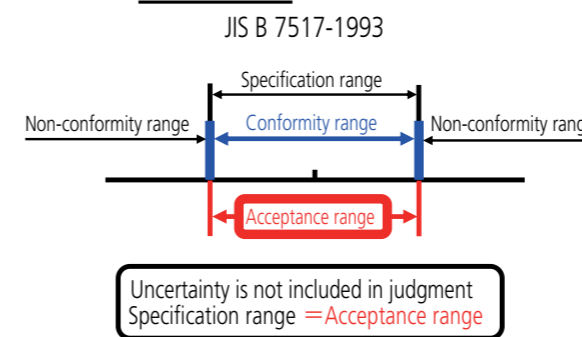 JIS B 7517-1993
Specification range
Non-conformity range Conformity range Non-conformity rang
Acceptance range
Uncertainty is not included in judgment
Specification range =Acceptance range